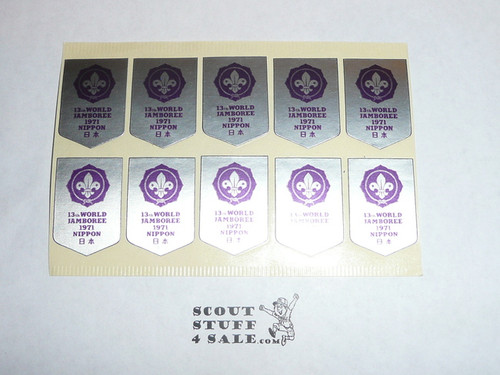 13th WORLD
JAMBOREE
1971
NIPPON
日本
13th WORLD
JAMBOREE
1971
NIPPON
日本
13th WORLD
JAMBOREE
1971
NIPPON
日本
13th WORLD
JAMBOREE
1971
NIPPON
日本
13th WORLD
JAMBOREE
1971
NIPPON
日本
13th WORLD
JAMBOREE
1971
NIPPON
日本
13th WORLD
JAMBOREE
1971
NIPPON
日本
13th WORLD
JAMBOREE
1971
NIPPON
日本
WORLD
JAMBOREE
13th WORLD
JAMBOREE
1971
NIPPON
日本
SCOUT
STUFF
4 SALE.com